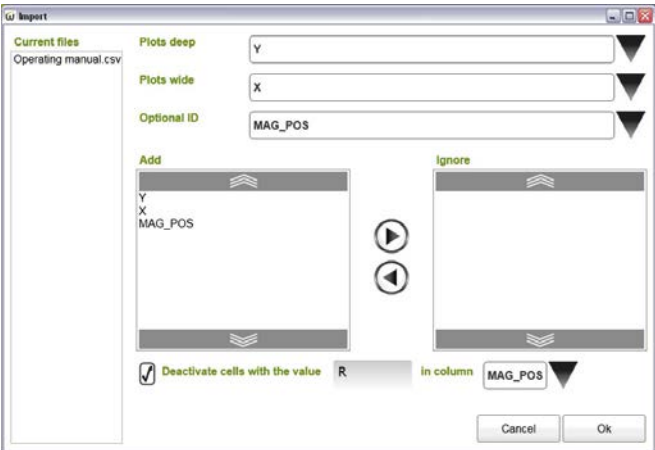 Import
Current files
Operating manual.csv
Plots deep
Y
Plots wide
X
Optional ID
MAG_POS
Add
Y
X
MAG_POS
Ignore
Deactivate cells with the value R in column MAG_POS
Cancel Ok